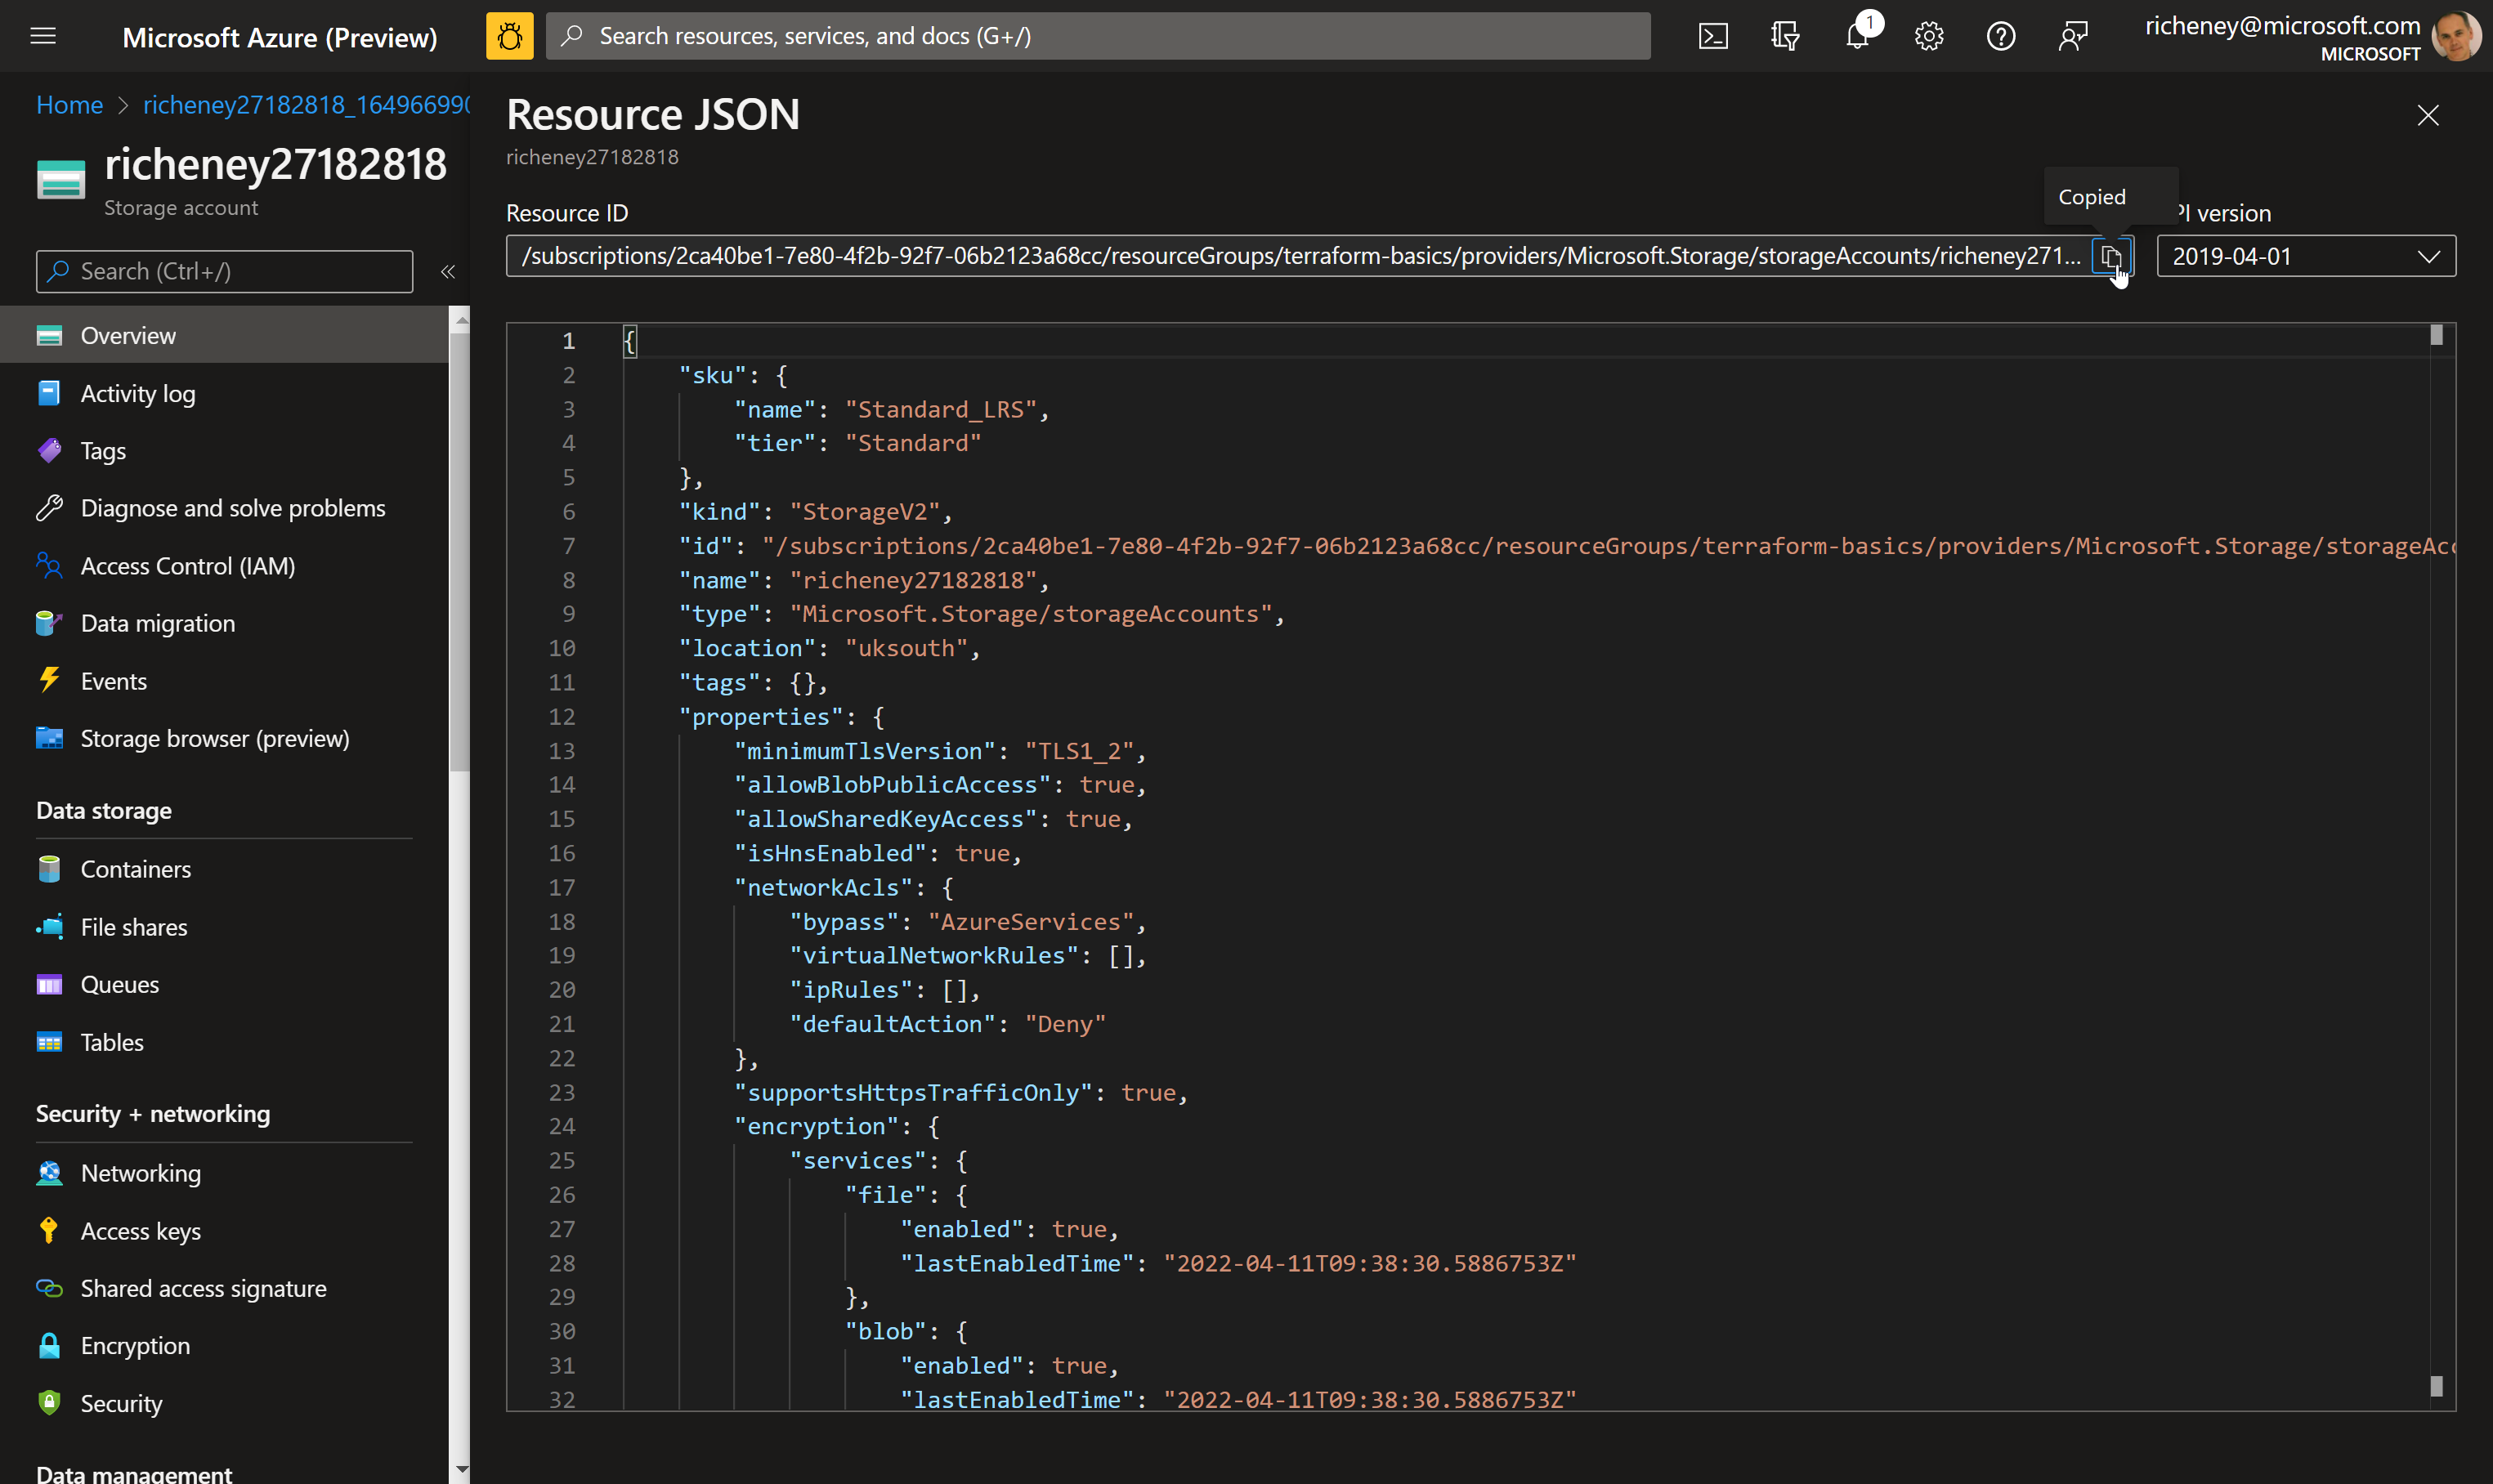 Microsoft Azure (Preview)
Search resources, services, and docs (G+/)
1
richeney@microsoft.com
MICROSOFT
Home > richeney27182818_164966990
richeney27182818
Storage account
Search (Ctrl+/)
«
Overview
Activity log
Tags
Diagnose and solve problems
Access Control (IAM)
Data migration
Events
Storage browser (preview)
Data storage
Containers
File shares
Queues
Tables
Security + networking
Networking
Access keys
Shared access signature
Encryption
Security
Data management
Resource JSON
richeney27182818
Copied
Resource ID
PI version
/subscriptions/2ca40be1-7e80-4f2b-92f7-06b2123a68cc/resourceGroups/terraform-basics/providers/Microsoft.Storage/storageAccounts/richeney271...
2019-04-01
1 {
2 "sku": {
3 "name": "Standard_LRS",
4 "tier": "Standard"
5 },
6 "kind": "StorageV2",
7 "id": "/subscriptions/2ca40be1-7e80-4f2b-92f7-06b2123a68cc/resourceGroups/terraform-basics/providers/Microsoft.Storage/storageAcc
8 "name": "richeney27182818",
9 "type": "Microsoft.Storage/storageAccounts",
10 "location": "uksouth",
11 "tags": {},
12 "properties": {
13 "minimumTlsVersion": "TLS1_2",
14 "allowBlobPublicAccess": true,
15 "allowSharedKeyAccess": true,
16 "isHnsEnabled": true,
17 "networkAcls": {
18 "bypass": "AzureServices",
19 "virtualNetworkRules": [],
20 "ipRules": [],
21 "defaultAction": "Deny"
22 },
23 "supportsHttpsTrafficOnly": true,
24 "encryption": {
25 "services": {
26 "file": {
27 "enabled": true,
28 "lastEnabledTime": "2022-04-11T09:38:30.5886753Z"
29 },
30 "blob": {
31 "enabled": true,
32 "lastEnabledTime": "2022-04-11T09:38:30.5886753Z"